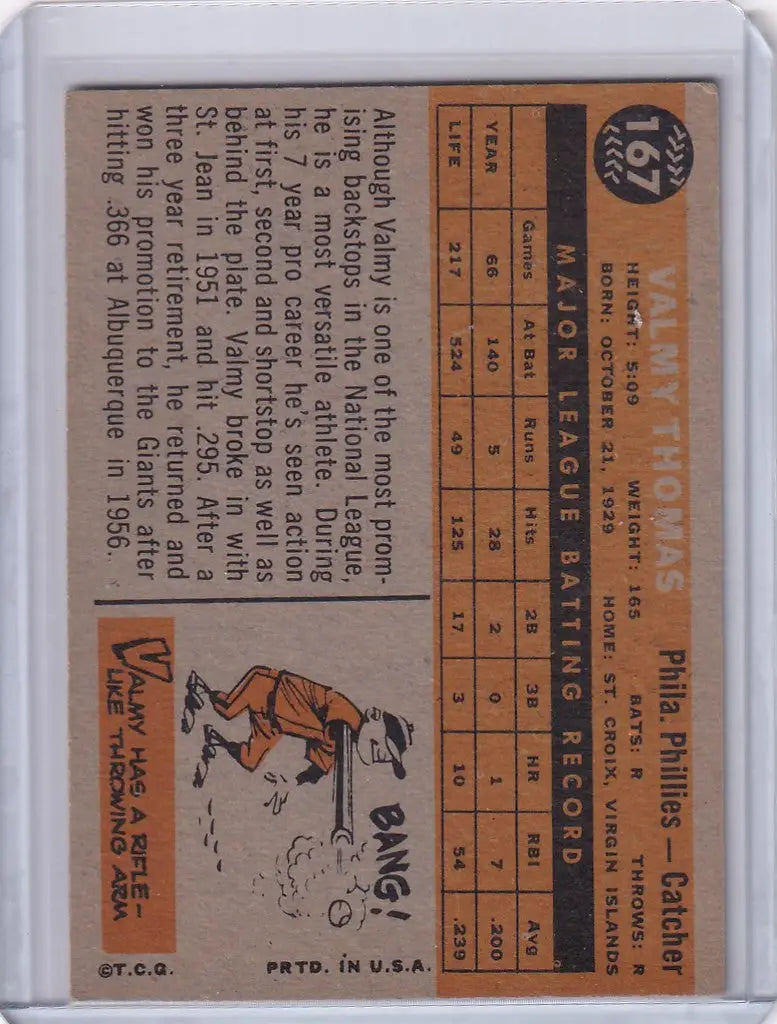 167
VALMY THOMAS Phila. Phillies — Catcher
HEIGHT: 5:09 WEIGHT: 165 BATS: R THROWS: R
BORN: OCTOBER 21, 1929 HOME: ST. CROIX, VIRGIN ISLANDS
MAJOR LEAGUE BATTING RECORD
Games At Bat Runs Hits 2B 3B HR RBI Avg
YEAR 66 140 5 28 2 0 1 7 .200
LIFE 217 524 49 125 17 3 10 54 .239
Although Valmy is one of the most prom-
ising backstops in the National League,
he is a most versatile athlete. During
his 7 year pro career he's seen action
at first, second and shortstop as well as
behind the plate. Valmy broke in with
St. Jean in 1951 and hit .295. After a
three year retirement, he returned and
won his promotion to the Giants after
hitting .366 at Albuquerque in 1956.
BANG!
VALMY HAS A RIFLE-
LIKE THROWING ARM
©T.C.G. PRTD. IN U.S.A.